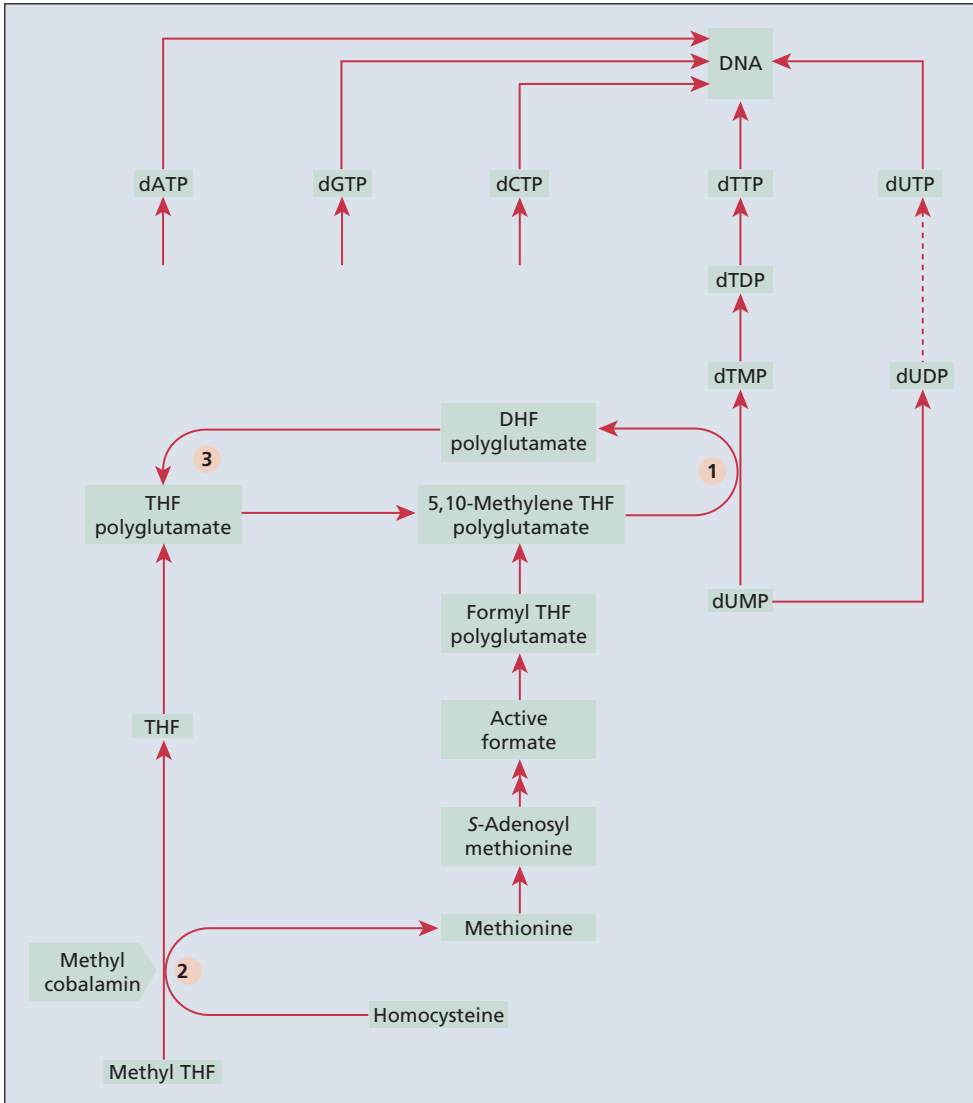 DNA
dATP
dGTP
dCTP
dTTP
dUTP
dTDP
dTMP
dUDP
DHF
polyglutamate
3
1
THF
polyglutamate
5,10-Methylene THF
polyglutamate
dUMP
Formyl THF
polyglutamate
THF
Active
formate
S-Adenosyl
methionine
Methionine
Methyl
cobalamin
2
Homocysteine
Methyl THF